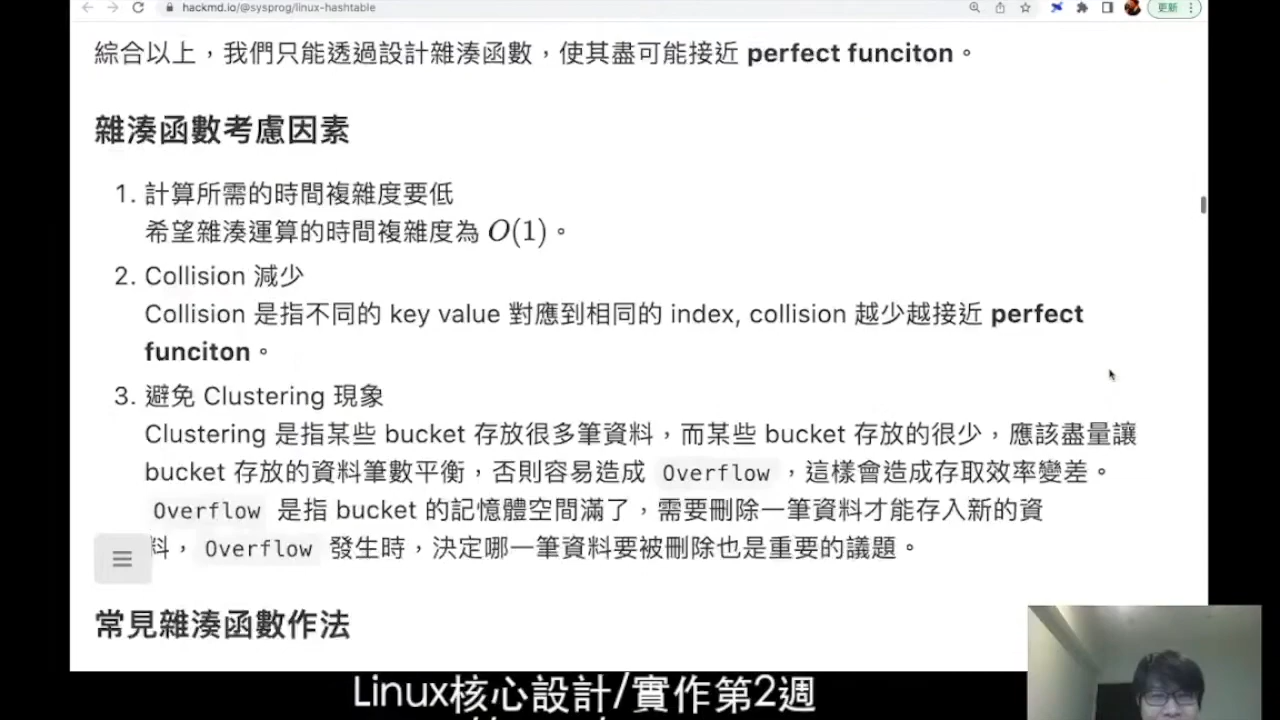 hackmd.io/@sysprog/linux-hashtable
更新
綜合以上，我們只能透過設計雜湊函數，使其盡可能接近 perfect funciton。
雜湊函數考慮因素
1. 計算所需的時間複雜度要低
希望雜湊運算的時間複雜度為 O(1)。
2. Collision 減少
Collision 是指不同的 key value 對應到相同的 index, collision 越少越接近 perfect
funciton。
3. 避免 Clustering 現象
Clustering 是指某些 bucket 存放很多筆資料，而某些 bucket 存放的很少，應該盡量讓
bucket 存放的資料筆數平衡，否則容易造成 Overflow，這樣會造成存取效率變差。
Overflow 是指 bucket 的記憶體空間滿了，需要刪除一筆資料才能存入新的資
料，Overflow 發生時，決定哪一筆資料要被刪除也是重要的議題。
常見雜湊函數作法
Linux核心設計/實作第2週